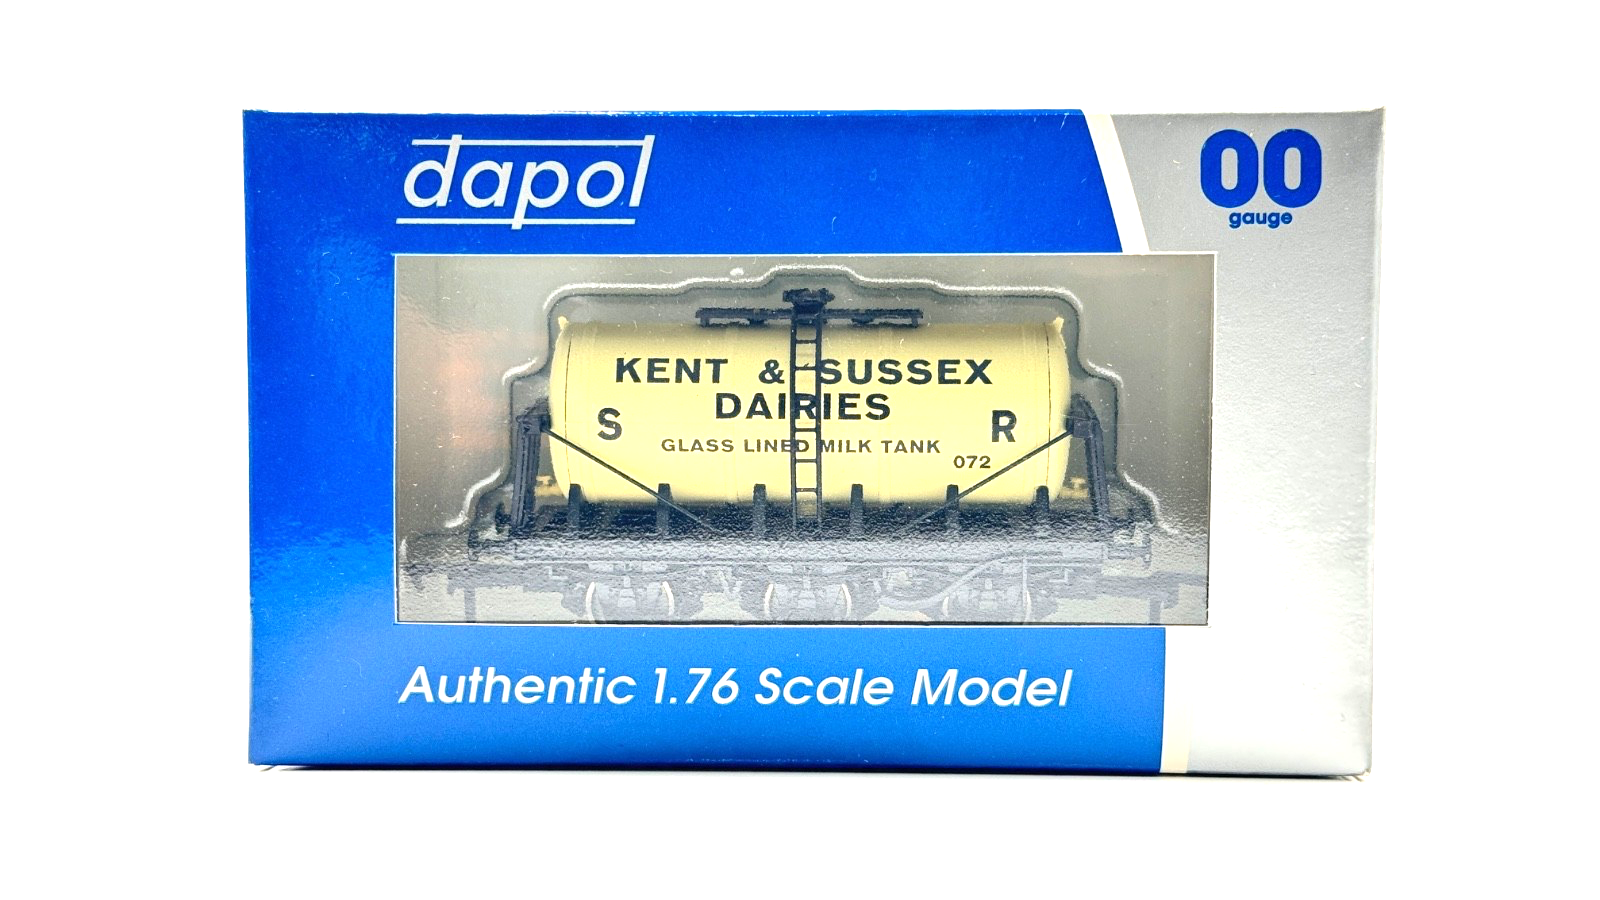 dapol
00
gauge
KENT & SUSSEX
DAIRIES
S R
GLASS LINED MILK TANK
072
Authentic 1.76 Scale Model